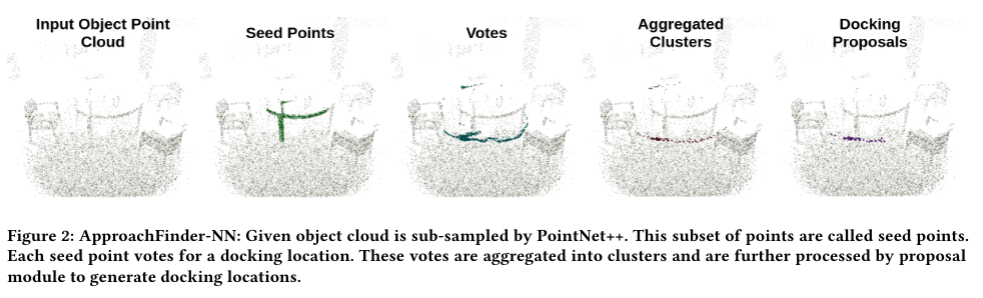 Input Object Point
Cloud
Seed Points
Votes
Aggregated
Clusters
Docking
Proposals
Figure 2: ApproachFinder-NN: Given object cloud is sub-sampled by PointNet++. This subset of points are called seed points.
Each seed point votes for a docking location. These votes are aggregated into clusters and are further processed by proposal
module to generate docking locations.